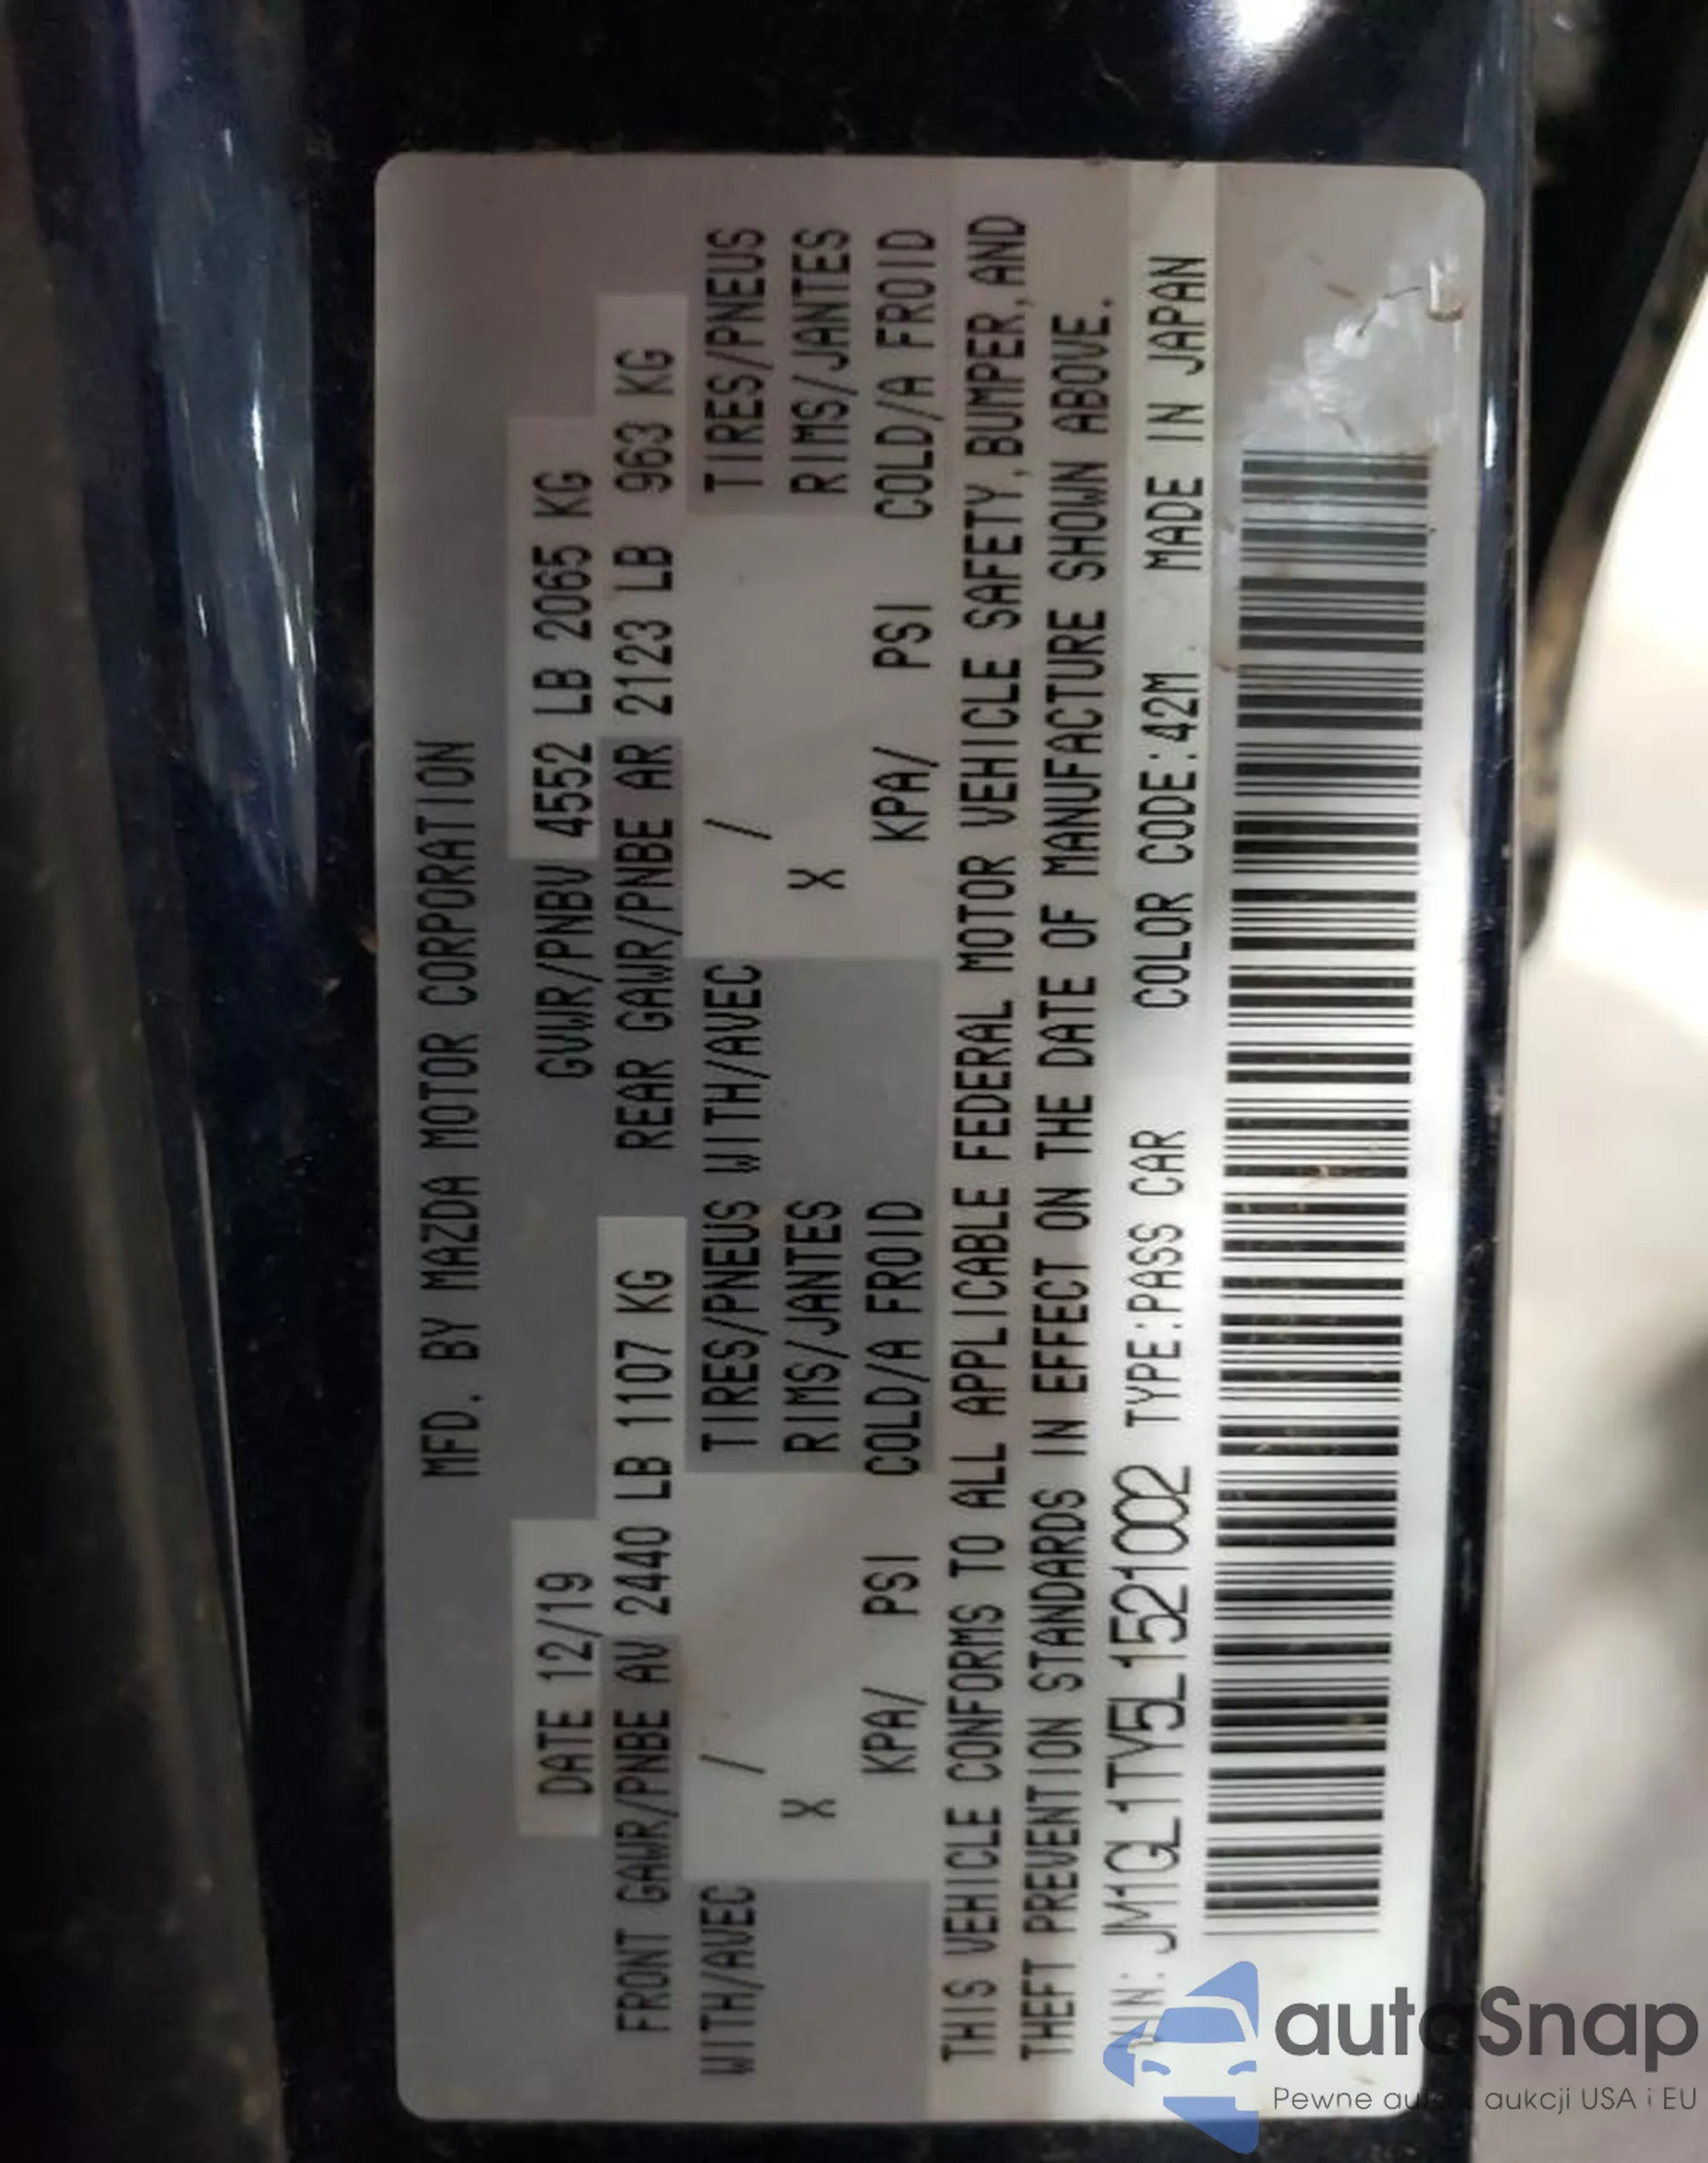 MFD. BY MAZDA MOTOR CORPORATION
DATE 12/19 GVWR/PNBV 4552 LB 2065 KG
FRONT GAWR/PNBE AV 2440 LB 1107 KG REAR GAWR/PNBE AR 2123 LB 963 KG
WITH/AVEC / TIRES/PNEUS WITH/AVEC / TIRES/PNEUS
X RIMS/JANTES X RIMS/JANTES
KPA/ PSI COLD/A FROID KPA/ PSI COLD/A FROID
THIS VEHICLE CONFORMS TO ALL APPLICABLE FEDERAL MOTOR VEHICLE SAFETY, BUMPER, AND
THEFT PREVENTION STANDARDS IN EFFECT ON THE DATE OF MANUFACTURE SHOWN ABOVE.
VIN: JM1GL1TY5L1521002 TYPE:PASS CAR COLOR CODE:42M MADE IN JAPAN
autoSnap
Pewne auta z aukcji USA i EU